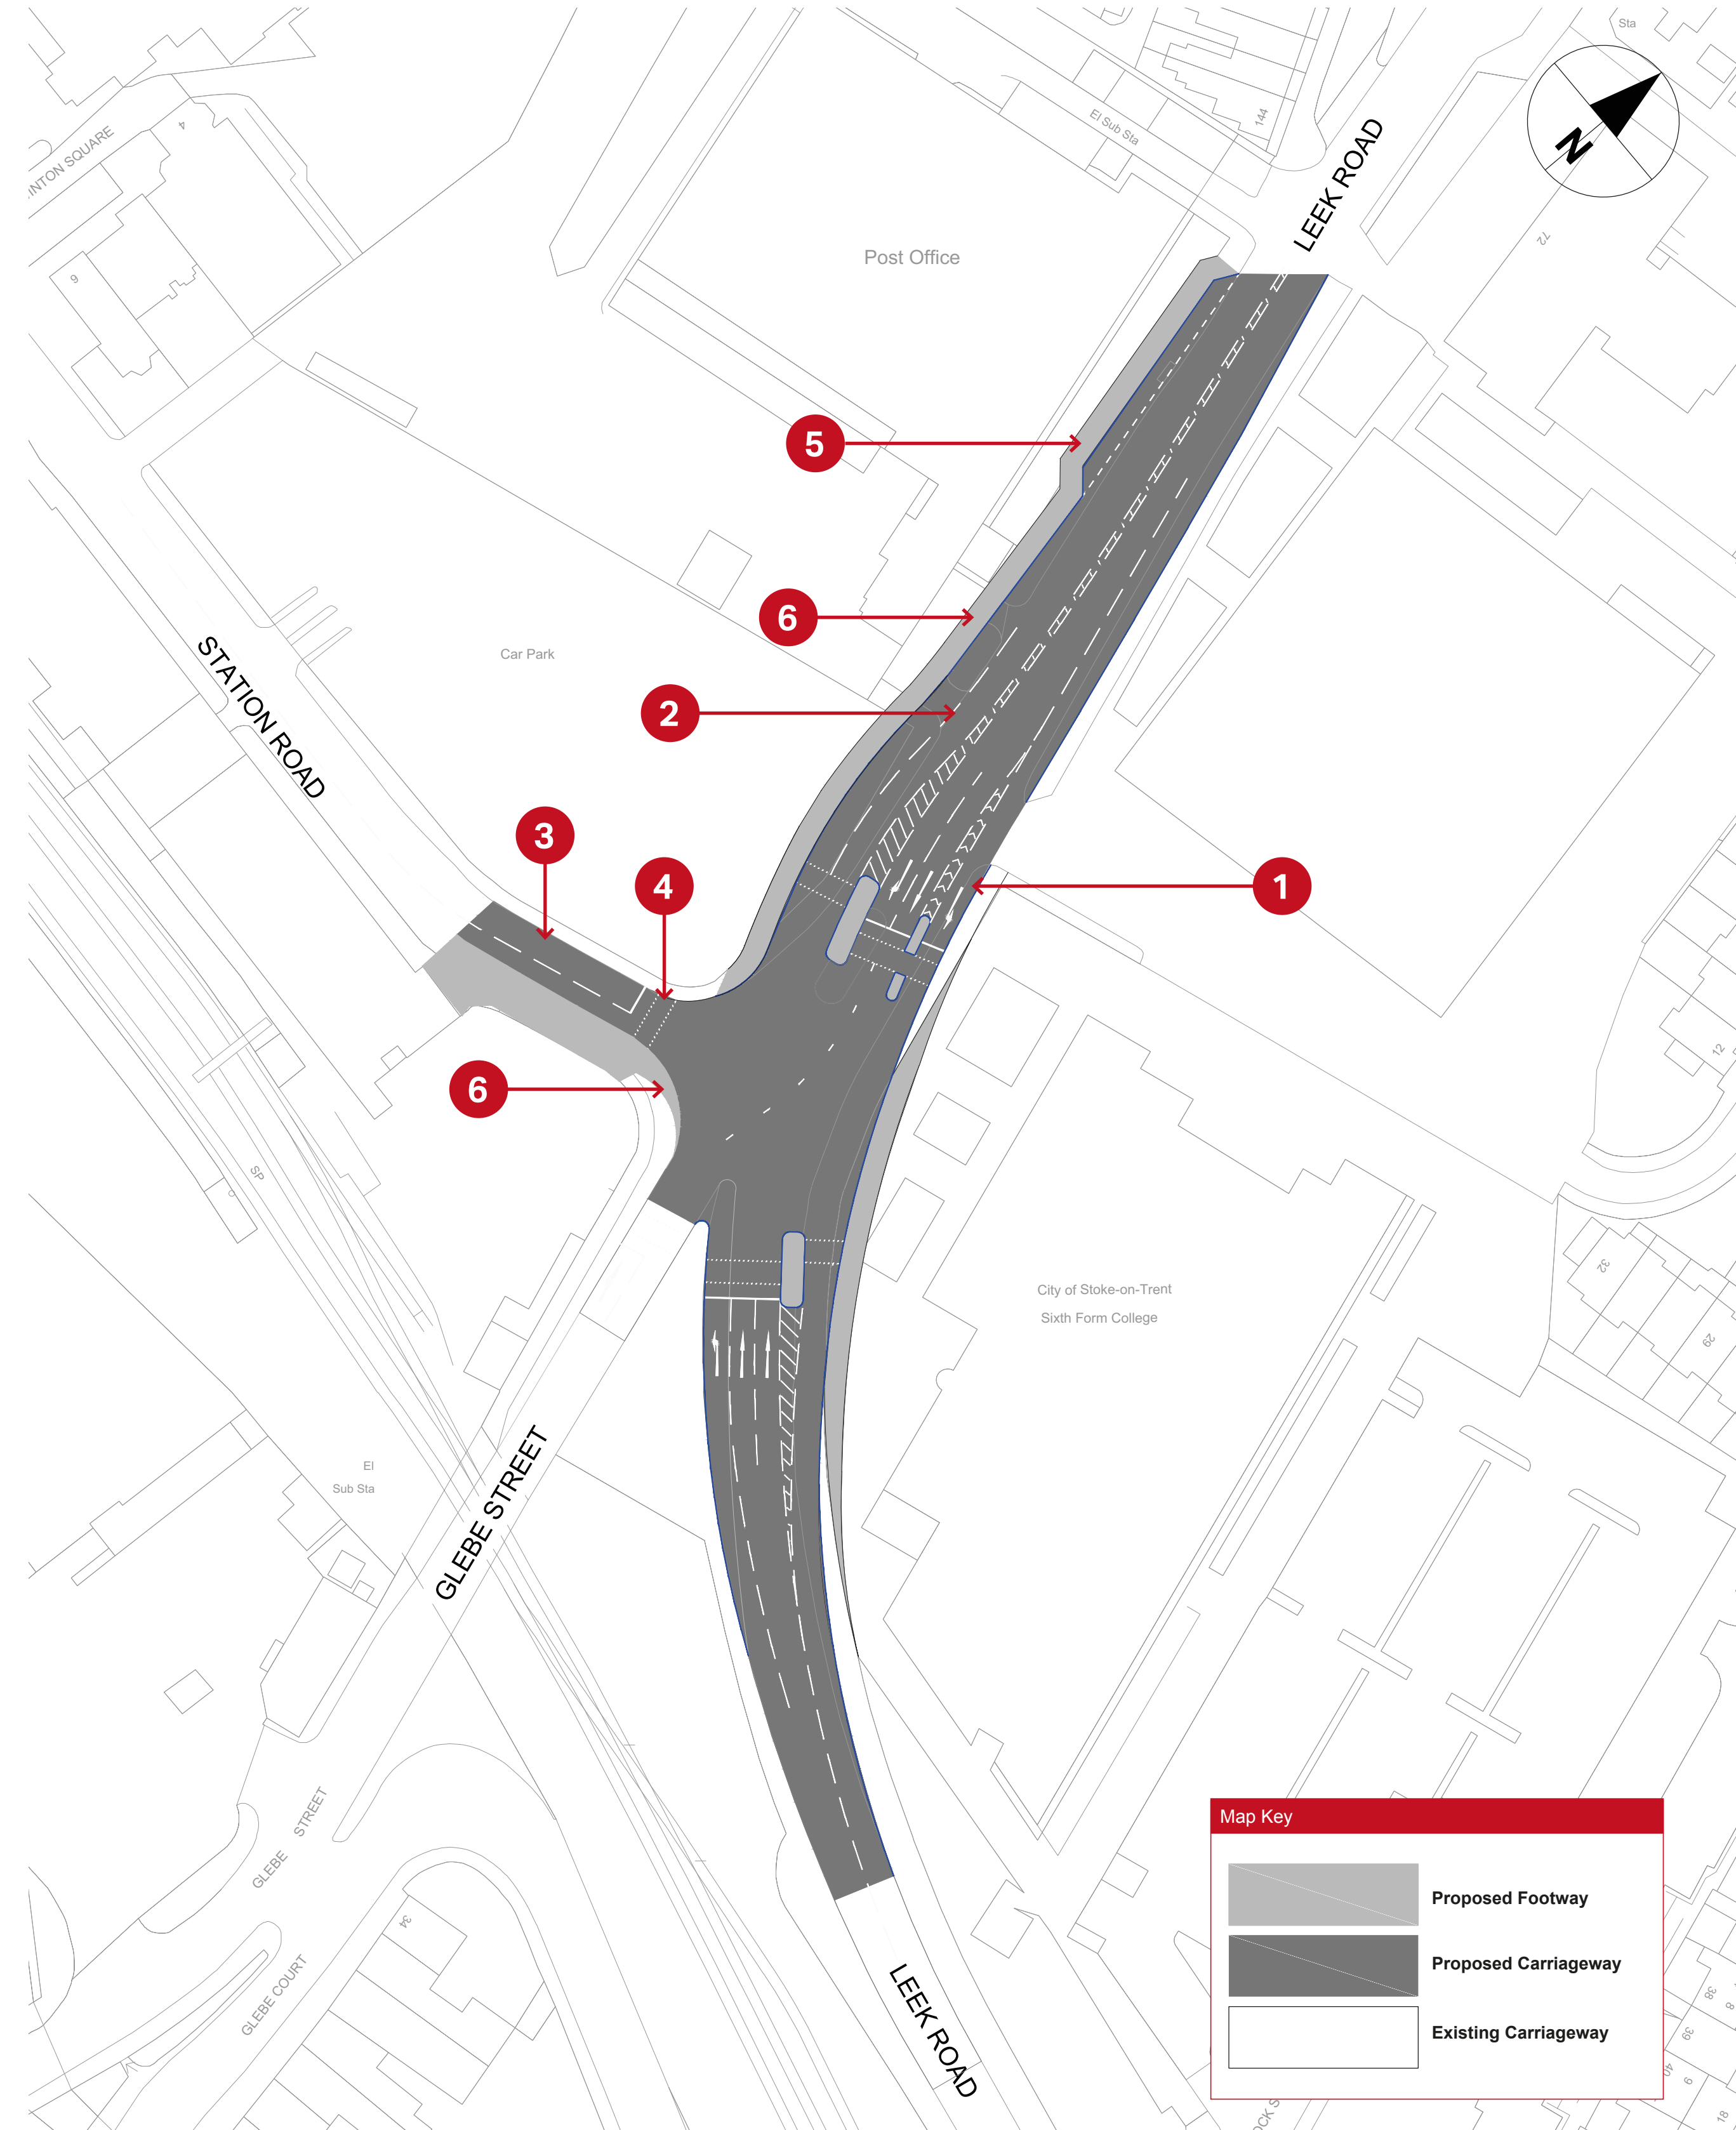 Sta
N
LEEK ROAD
144
El Sub Sta
72
INTON SQUARE
4
9
Post Office
5
6
2
Car Park
STATION ROAD
3
4
1
6
SP
12
City of Stoke-on-Trent
Sixth Form College
32
29
GLEBE STREET
El
Sub Sta
GLEBE STREET
34
GLEBE COURT
LEEK ROAD
Map Key
Proposed Footway
Proposed Carriageway
Existing Carriageway
38
8
39
40
9
18
OCK S